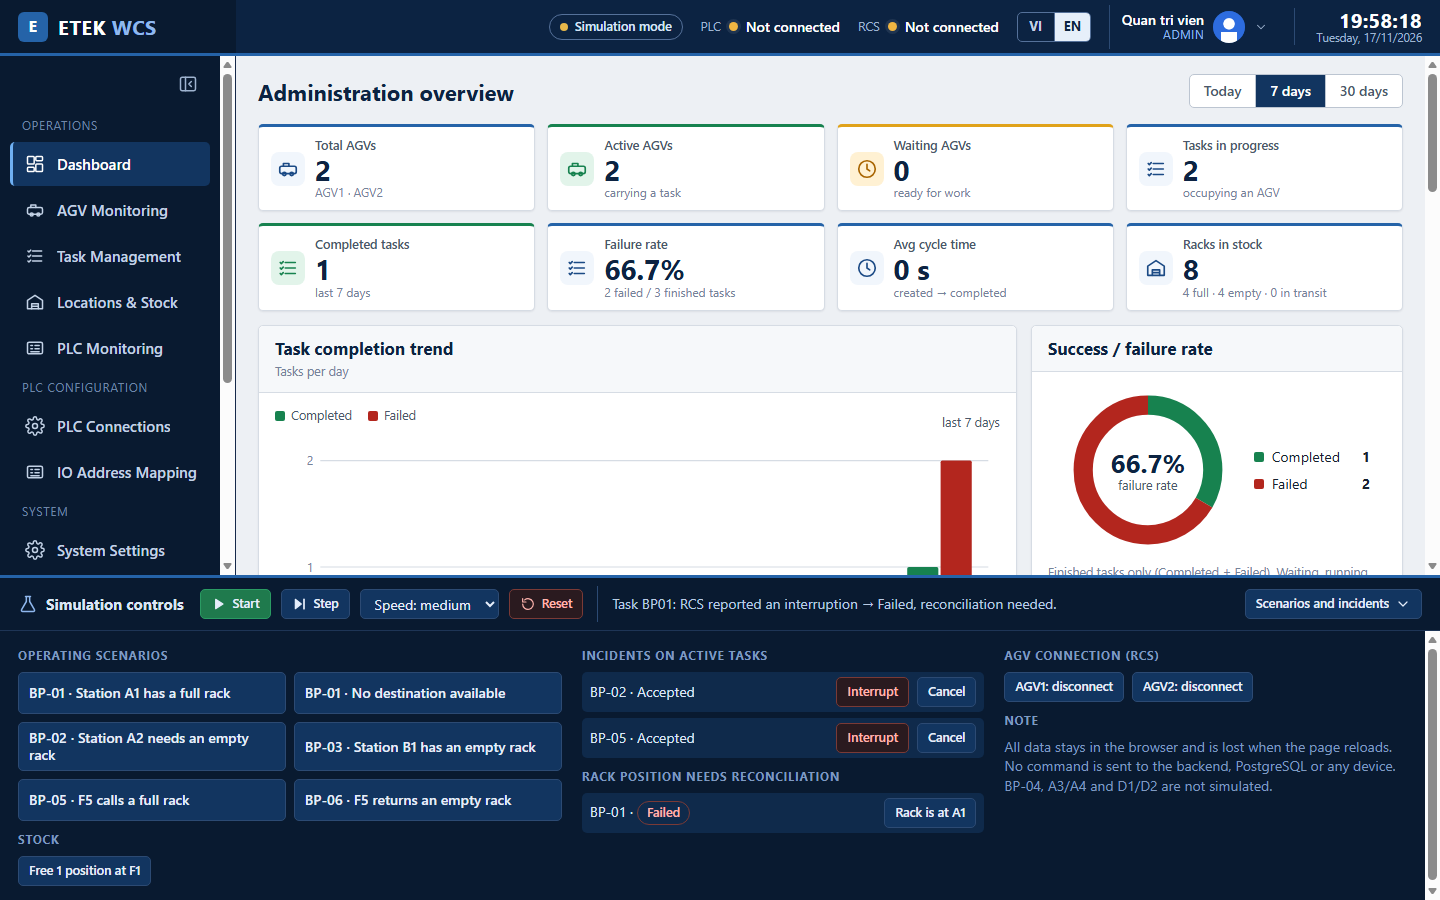 E ETEK WCS
Simulation mode
PLC Not connected
RCS Not connected
VI EN
Quan tri vien
ADMIN
19:58:18
Tuesday, 17/11/2026
OPERATIONS
Dashboard
AGV Monitoring
Task Management
Locations & Stock
PLC Monitoring
PLC CONFIGURATION
PLC Connections
IO Address Mapping
SYSTEM
System Settings
Administration overview
Today 7 days 30 days
Total AGVs
2
AGV1 · AGV2
Active AGVs
2
carrying a task
Waiting AGVs
0
ready for work
Tasks in progress
2
occupying an AGV
Completed tasks
1
last 7 days
Failure rate
66.7%
2 failed / 3 finished tasks
Avg cycle time
0 s
created → completed
Racks in stock
8
4 full · 4 empty · 0 in transit
Task completion trend
Tasks per day
Completed Failed
last 7 days
2
1
Success / failure rate
66.7%
failure rate
Completed 1
Failed 2
Finished tasks only (Completed + Failed). Waiting, running
Simulation controls
Start
Step
Speed: medium
Reset
Task BP01: RCS reported an interruption → Failed, reconciliation needed.
Scenarios and incidents
OPERATING SCENARIOS
BP-01 · Station A1 has a full rack
BP-01 · No destination available
BP-02 · Station A2 needs an empty
rack
BP-03 · Station B1 has an empty rack
BP-05 · F5 calls a full rack
BP-06 · F5 returns an empty rack
STOCK
Free 1 position at F1
INCIDENTS ON ACTIVE TASKS
BP-02 · Accepted Interrupt Cancel
BP-05 · Accepted Interrupt Cancel
RACK POSITION NEEDS RECONCILIATION
BP-01 · Failed Rack is at A1
AGV CONNECTION (RCS)
AGV1: disconnect AGV2: disconnect
NOTE
All data stays in the browser and is lost when the page reloads.
No command is sent to the backend, PostgreSQL or any device.
BP-04, A3/A4 and D1/D2 are not simulated.